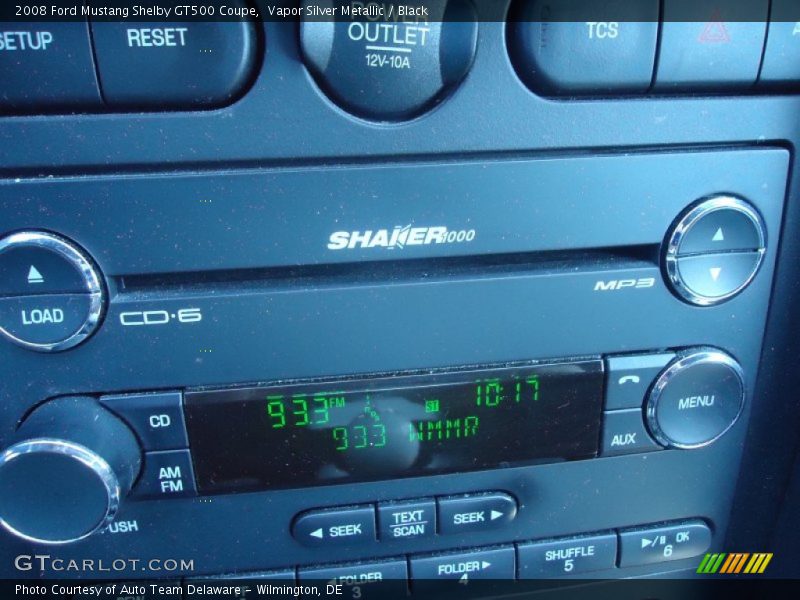 2008 Ford Mustang Shelby GT500 Coupe, Vapor Silver Metallic / Black
SETUP
RESET
POWER
OUTLET
12V-10A
TCS
SHAKER 1000
LOAD
CD·6
MP3
CD
AM
FM
93.3 FM
ST
10:17
93.3 WMMR
MENU
AUX
PUSH
◄ SEEK
TEXT
SCAN
SEEK ►
◄ FOLDER
3
FOLDER ►
4
SHUFFLE
5
►/II OK
6
GTCARLOT.COM
Photo Courtesy of Auto Team Delaware – Wilmington, DE